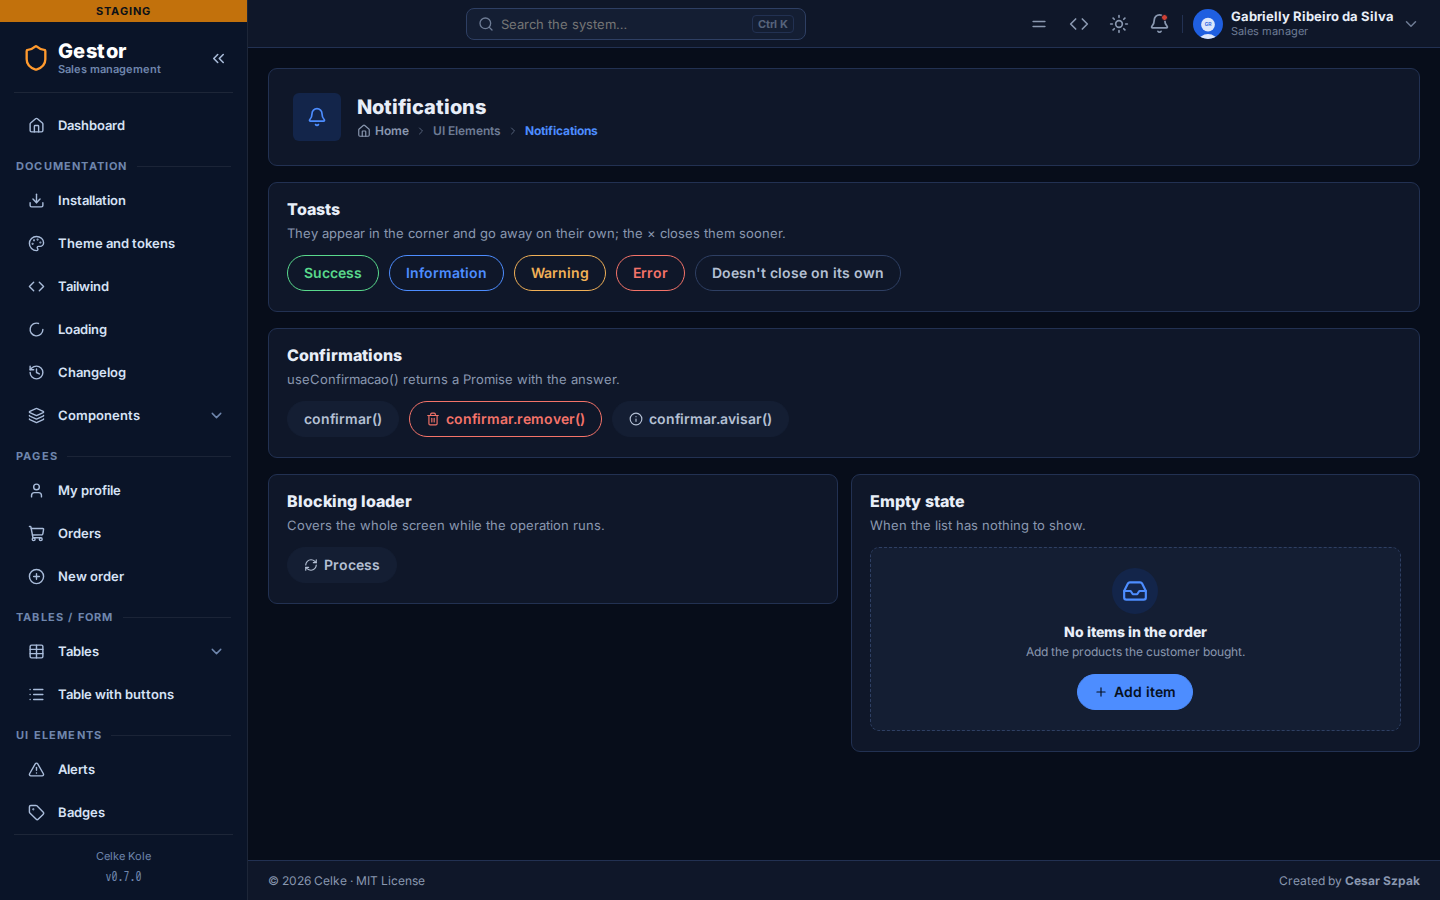 STAGING
Gestor
Sales management
Dashboard
DOCUMENTATION
Installation
Theme and tokens
Tailwind
Loading
Changelog
Components
PAGES
My profile
Orders
New order
TABLES / FORM
Tables
Table with buttons
UI ELEMENTS
Alerts
Badges
Celke Kole
v0.7.0
Search the system...
Ctrl K
GR
Gabrielly Ribeiro da Silva
Sales manager
Notifications
Home
UI Elements
Notifications
Toasts
They appear in the corner and go away on their own; the × closes them sooner.
Success
Information
Warning
Error
Doesn't close on its own
Confirmations
useConfirmacao() returns a Promise with the answer.
confirmar()
confirmar.remover()
confirmar.avisar()
Blocking loader
Covers the whole screen while the operation runs.
Process
Empty state
When the list has nothing to show.
No items in the order
Add the products the customer bought.
Add item
© 2026 Celke · MIT License
Created by Cesar Szpak